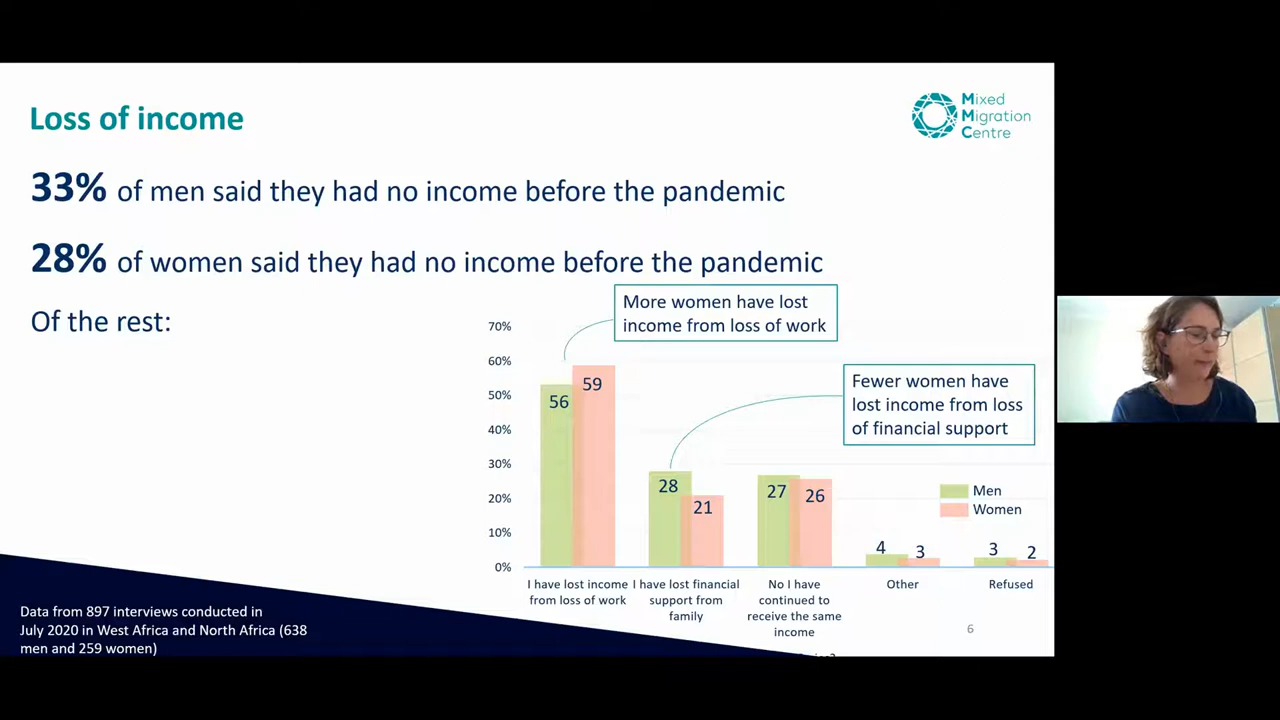 Loss of income
Mixed
Migration
Centre
33% of men said they had no income before the pandemic
28% of women said they had no income before the pandemic
Of the rest:
More women have lost
income from loss of work
Fewer women have
lost income from loss
of financial support
70%
60%
50%
40%
30%
20%
10%
0%
56
59
28
21
27
26
4
3
3
2
Men
Women
I have lost income
from loss of work
I have lost financial
support from
family
No I have
continued to
receive the same
income
Other
Refused
Data from 897 interviews conducted in
July 2020 in West Africa and North Africa (638
men and 259 women)
6